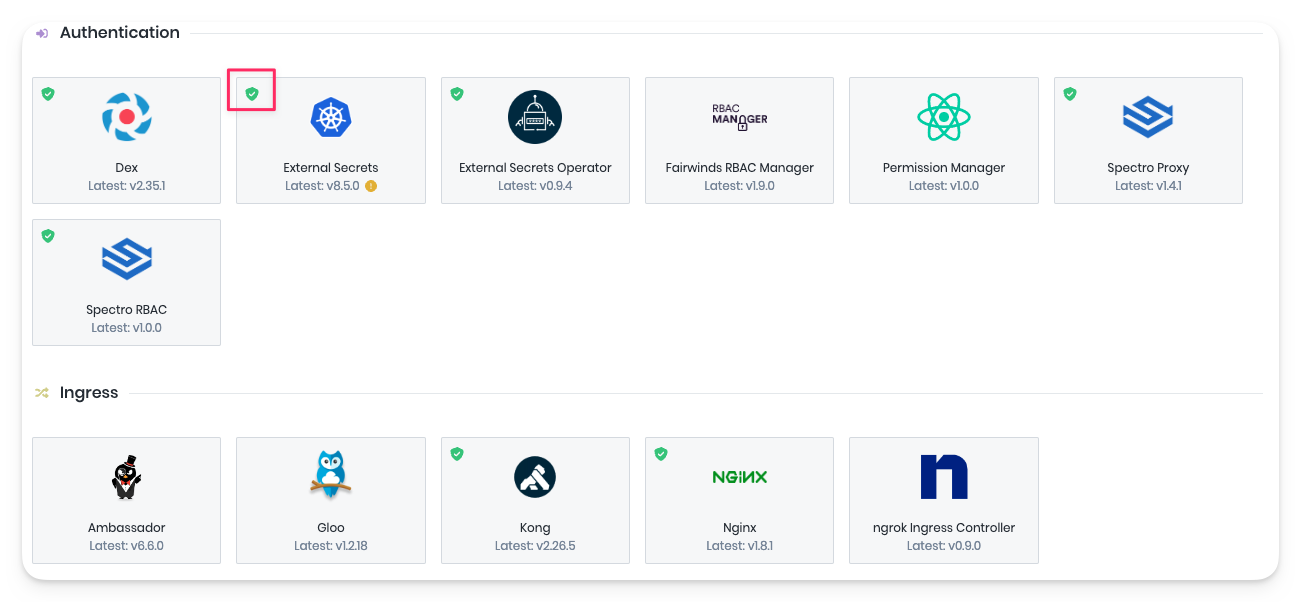 Authentication
Dex
Latest: v2.35.1
External Secrets
Latest: v8.5.0
External Secrets Operator
Latest: v0.9.4
RBAC
MANAGER
Fairwinds RBAC Manager
Latest: v1.9.0
Permission Manager
Latest: v1.0.0
Spectro Proxy
Latest: v1.4.1
Spectro RBAC
Latest: v1.0.0
Ingress
Ambassador
Latest: v6.6.0
Gloo
Latest: v1.2.18
Kong
Latest: v2.26.5
NGINX
Nginx
Latest: v1.8.1
n
ngrok Ingress Controller
Latest: v0.9.0